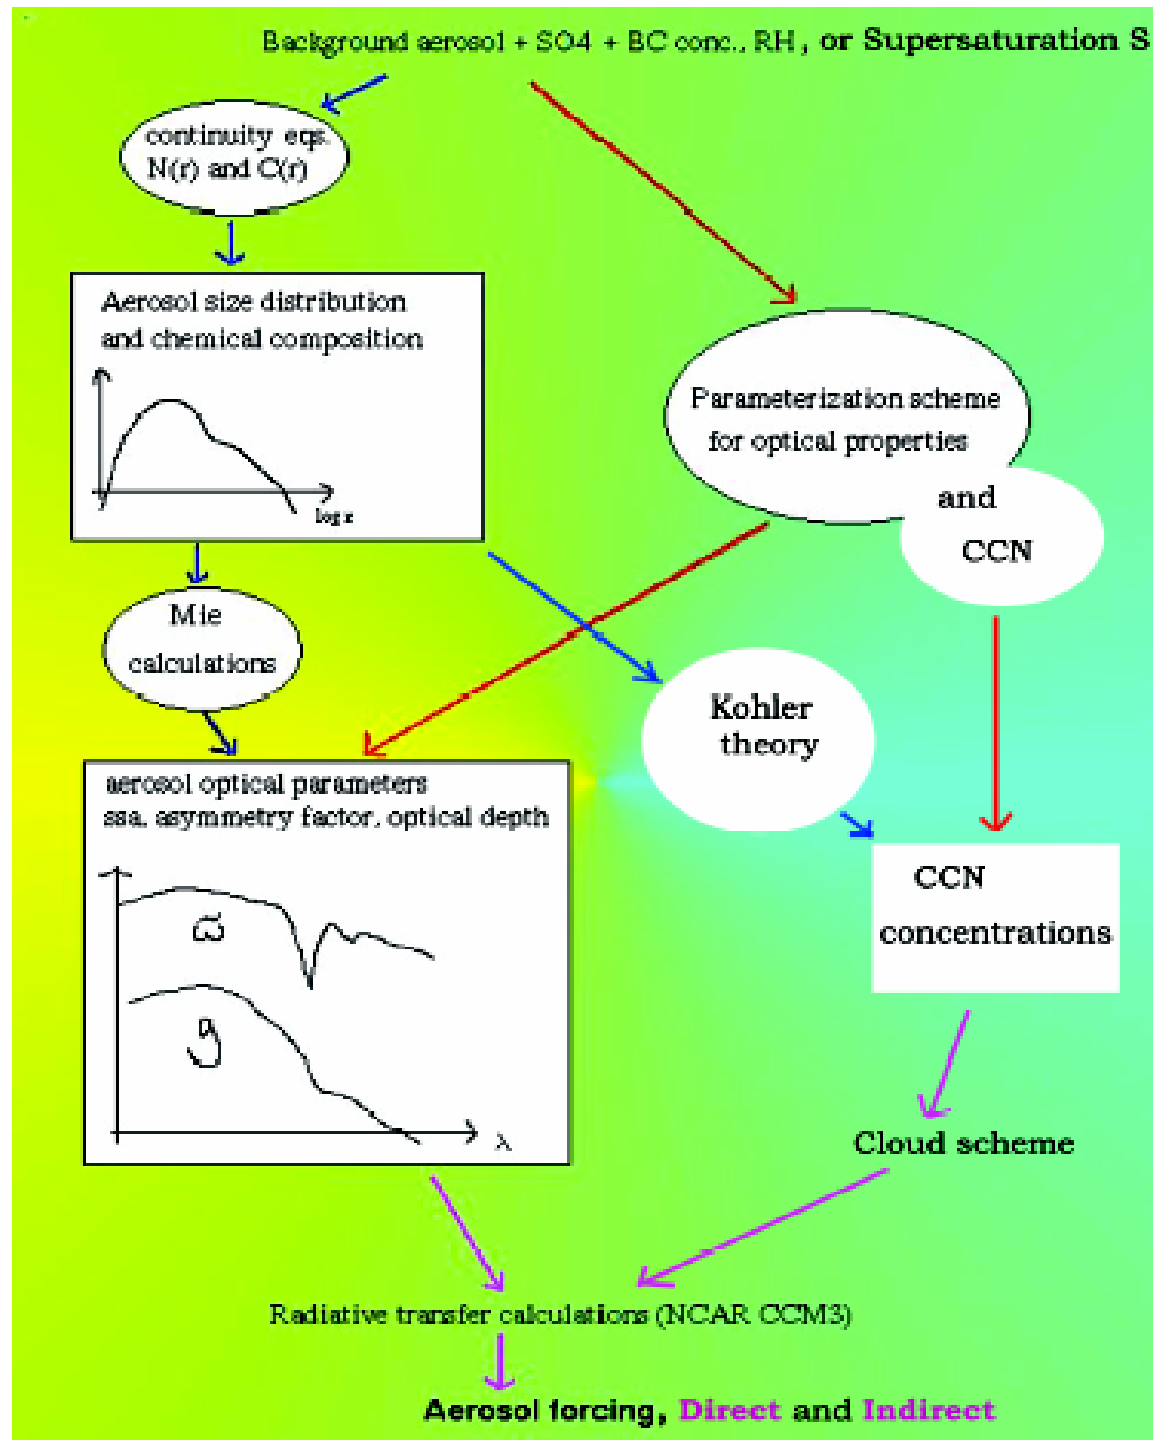 Background aerosol + SO4 + BC conc., RH, or Supersaturation S
continuity eqs.
N(r) and C(r)
Aerosol size distribution
and chemical composition
log r
Parameterization scheme
for optical properties
and
CCN
Mie
calculations
Kohler
theory
aerosol optical parameters
ssa, asymmetry factor, optical depth
ω̃
g
λ
CCN
concentrations
Cloud scheme
Radiative transfer calculations (NCAR CCM3)
Aerosol forcing, Direct and Indirect